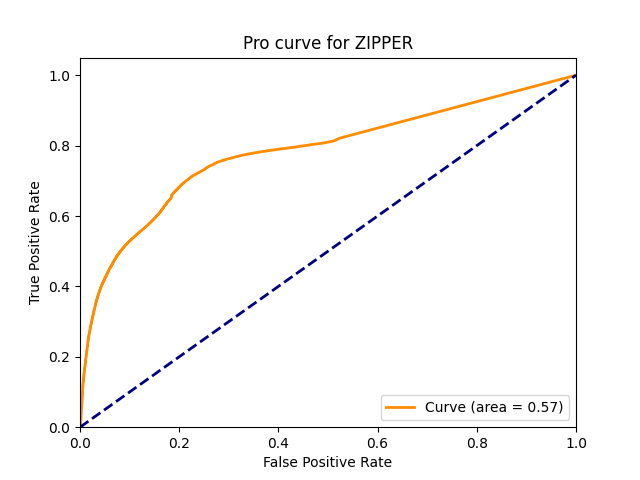 Pro curve for ZIPPER
True Positive Rate
1.0
0.8
0.6
0.4
0.2
0.0
Curve (area = 0.57)
0.0 0.2 0.4 0.6 0.8 1.0
False Positive Rate